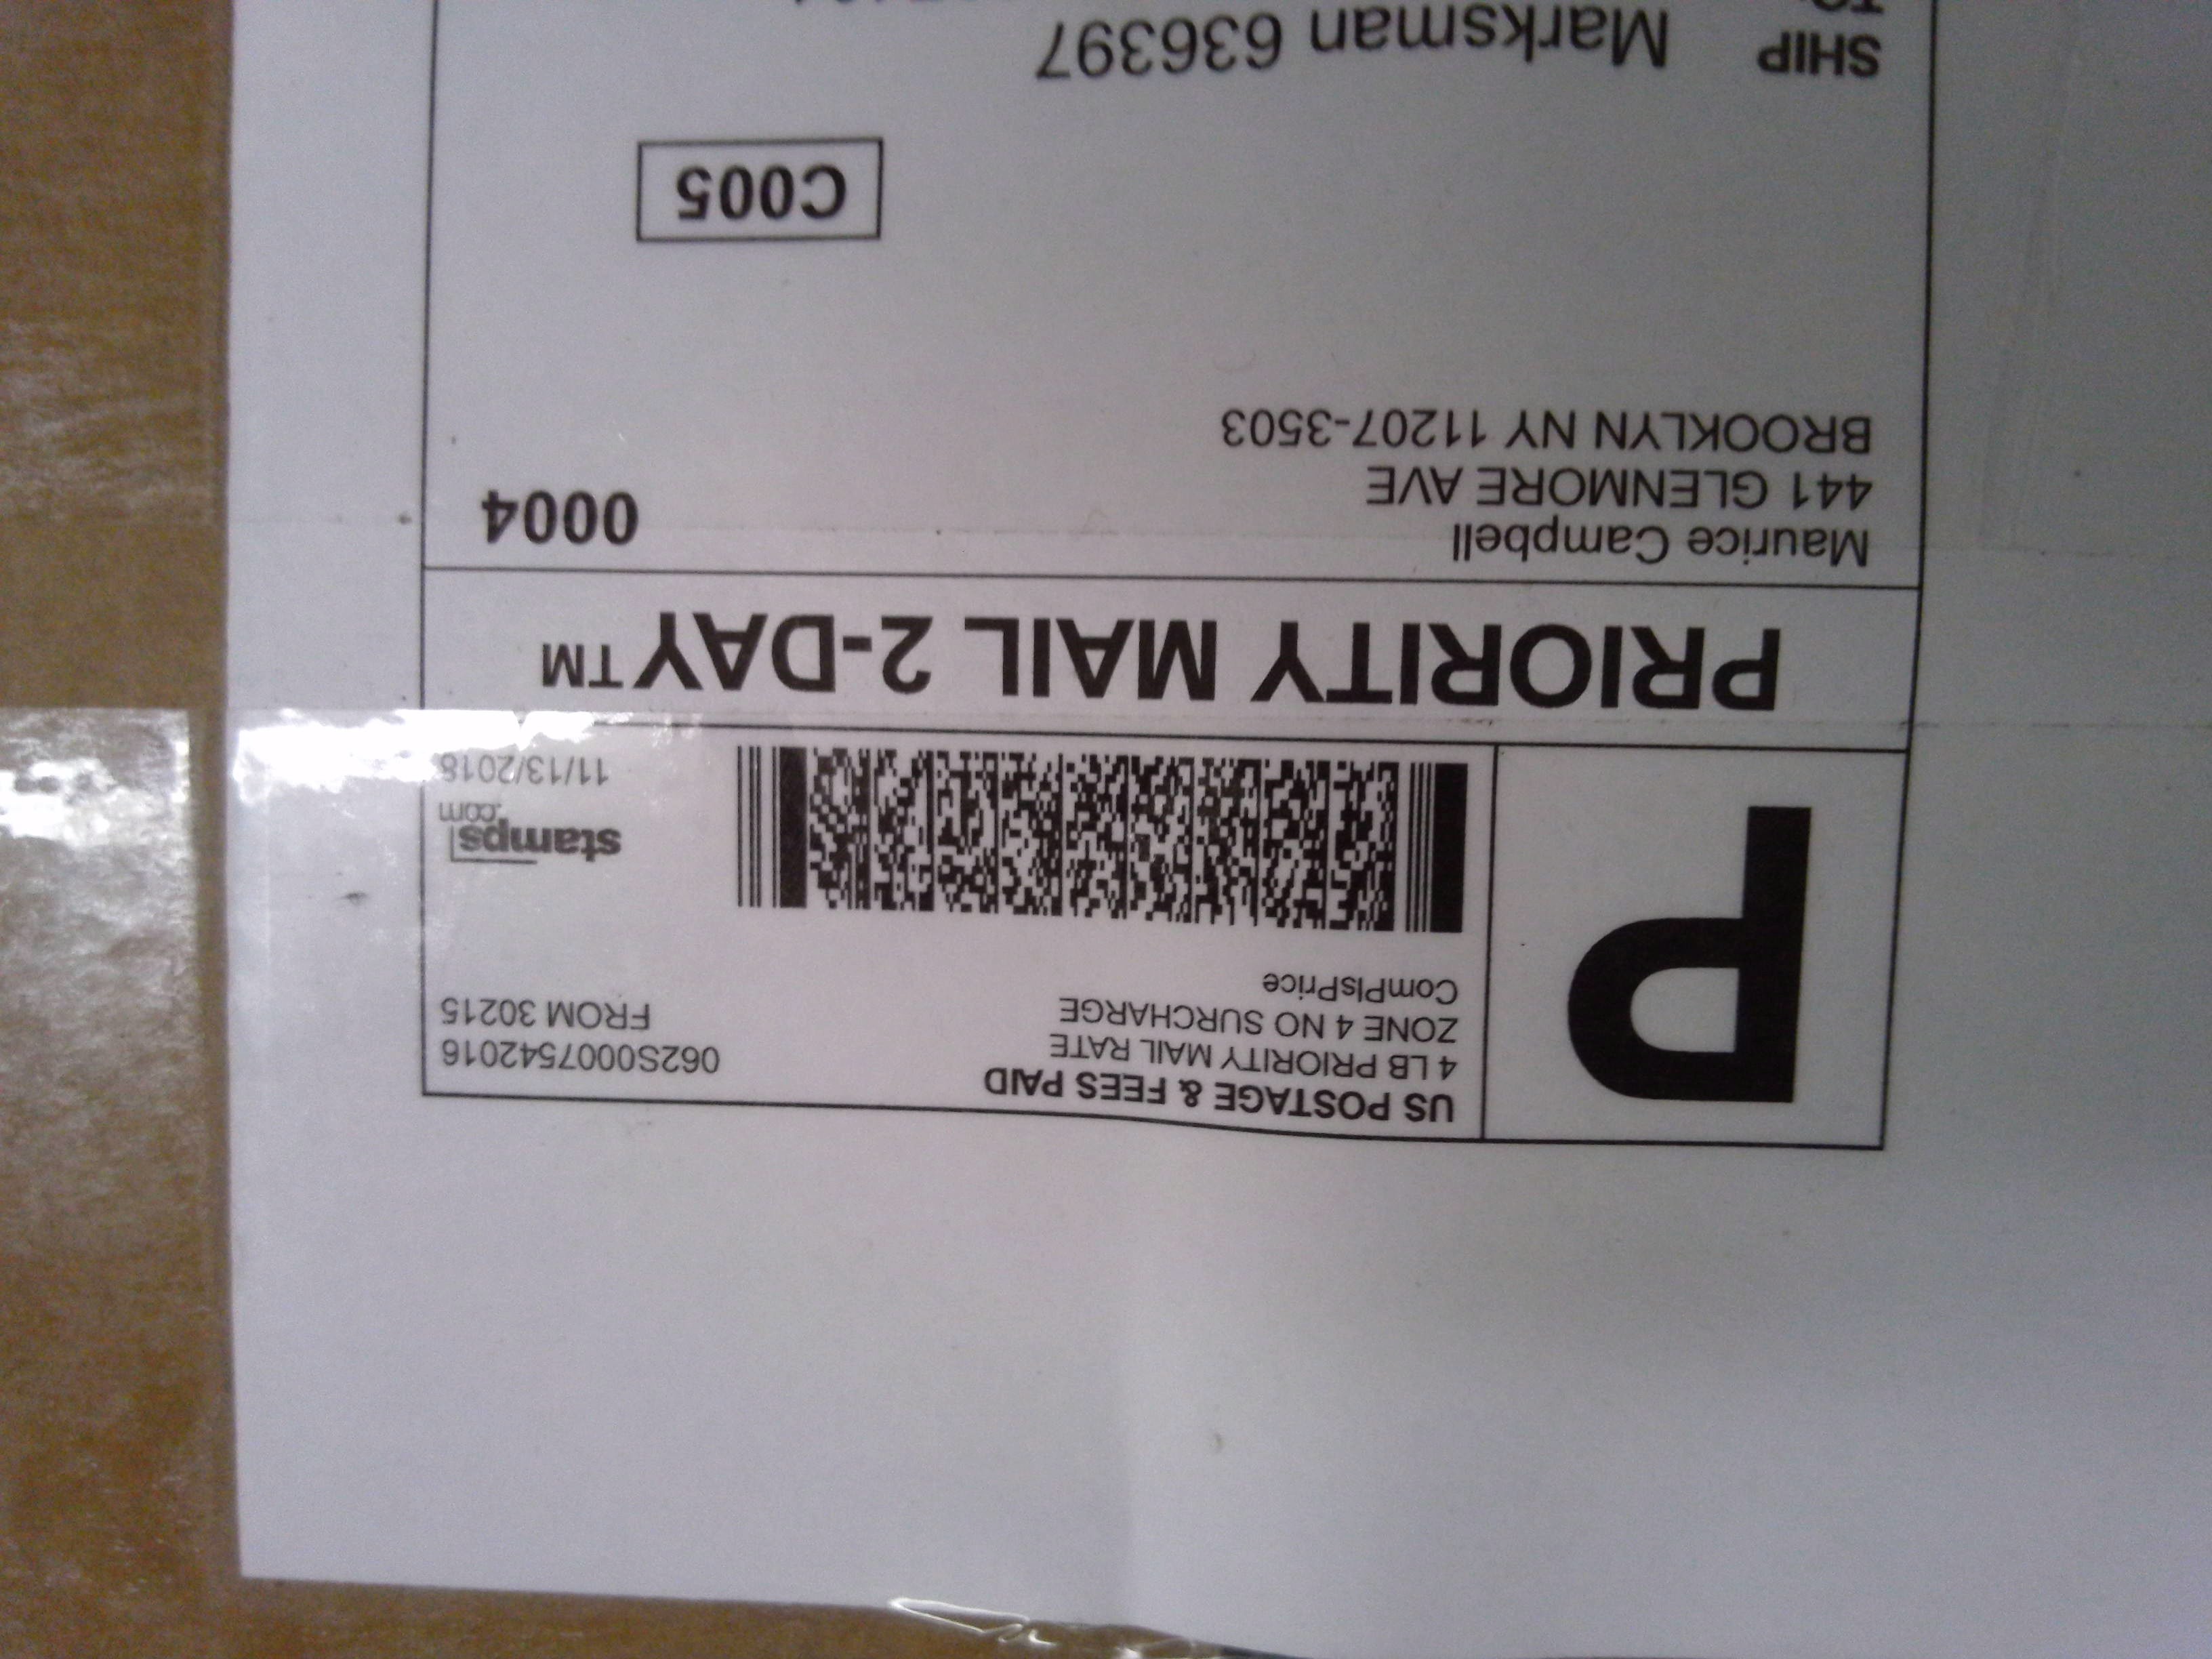 P
US POSTAGE & FEES PAID
4 LB PRIORITY MAIL RATE
ZONE 4 NO SURCHARGE
ComPlsPrice
062S0007542016
FROM 30215
stamps
.com
11/13/2018
PRIORITY MAIL 2-DAY™
Maurice Campbell
441 GLENMORE AVE
BROOKLYN NY 11207-3503
0004
C005
SHIP
TO:
Marksman 636397